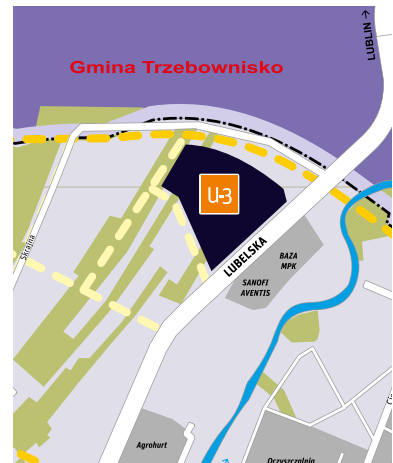 LUBLIN →
Gmina Trzebownisko
U-3
Skrajna
LUBELSKA
BAZA
MPK
SANOFI
AVENTIS
Agrohurt
Oczyszczalnia